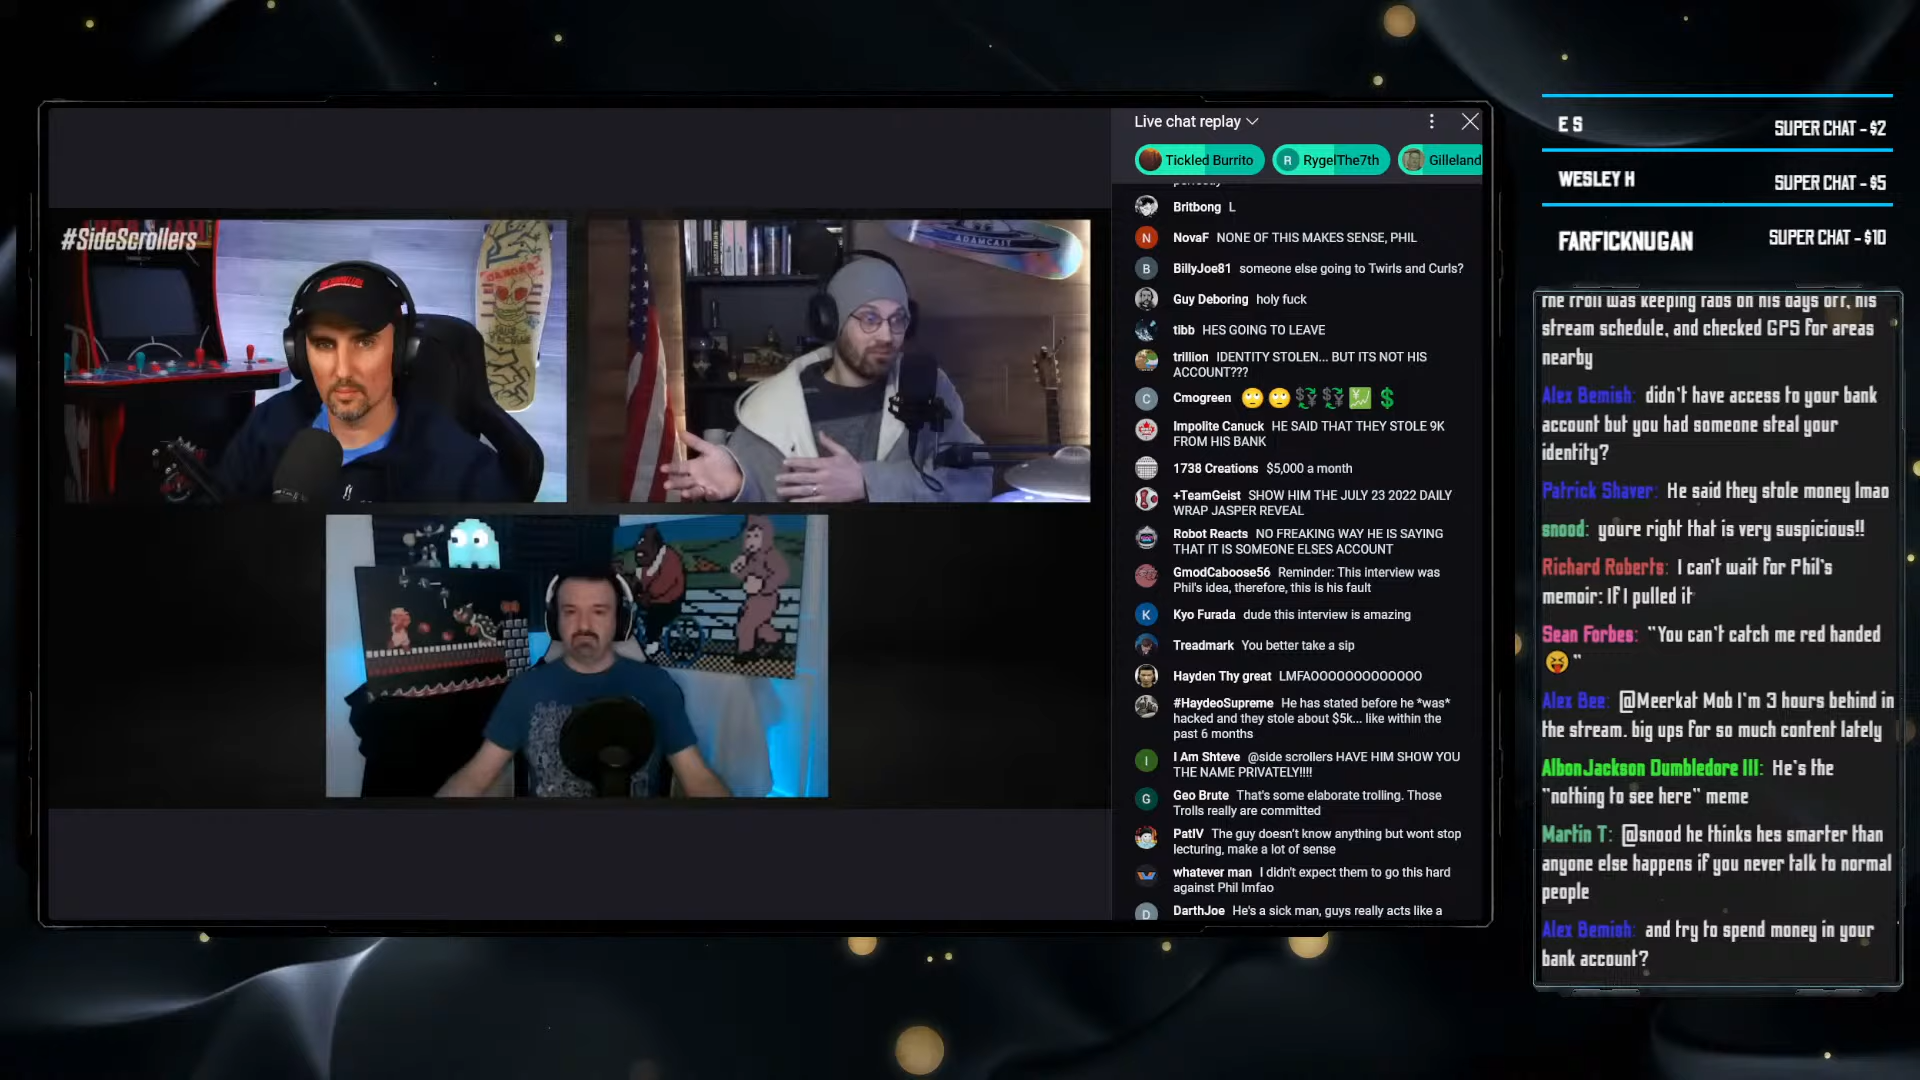 #SideScrollers
ADAMCAST
Live chat replay
Tickled Burrito
R RygelThe7th
Gilleland
Britbong L
N NovaF NONE OF THIS MAKES SENSE, PHIL
B BillyJoe81 someone else going to Twirls and Curls?
Guy Deboring holy fuck
tibb HES GOING TO LEAVE
trillion IDENTITY STOLEN... BUT ITS NOT HIS
ACCOUNT???
C Cmogreen 🙄🙄💱💱💹💲
Impolite Canuck HE SAID THAT THEY STOLE 9K
FROM HIS BANK
1738 Creations $5,000 a month
+TeamGeist SHOW HIM THE JULY 23 2022 DAILY
WRAP JASPER REVEAL
Robot Reacts NO FREAKING WAY HE IS SAYING
THAT IT IS SOMEONE ELSES ACCOUNT
GmodCaboose56 Reminder: This interview was
Phil's idea, therefore, this is his fault
K Kyo Furada dude this interview is amazing
Treadmark You better take a sip
Hayden Thy great LMFAOOOOOOOOOOOOO
#HaydeoSupreme He has stated before he *was*
hacked and they stole about $5k... like within the
past 6 months
I I Am Shteve @side scrollers HAVE HIM SHOW YOU
THE NAME PRIVATELY!!!!
G Geo Brute That's some elaborate trolling. Those
Trolls really are committed
PatIV The guy doesn't know anything but wont stop
lecturing, make a lot of sense
whatever man I didn't expect them to go this hard
against Phil lmfao
D DarthJoe He's a sick man, guys really acts like a
E S SUPER CHAT - $2
WESLEY H SUPER CHAT - $5
FARFICKNUGAN SUPER CHAT - $10
The troll was keeping tabs on his days off, his
stream schedule, and checked GPS for areas
nearby
Alex Bemish: didn't have access to your bank
account but you had someone steal your
identity?
Patrick Shaver: He said they stole money lmao
snood: youre right that is very suspicious!!
Richard Roberts: I can't wait for Phil's
memoir: If I pulled it
Sean Forbes: "You can't catch me red handed
😝 "
Alex Bee: @Meerkat Mob I'm 3 hours behind in
the stream. big ups for so much content lately
AlbonJackson Dumbledore III: He's the
"nothing to see here" meme
Martin T: @snood he thinks hes smarter than
anyone else happens if you never talk to normal
people
Alex Bemish: and try to spend money in your
bank account?